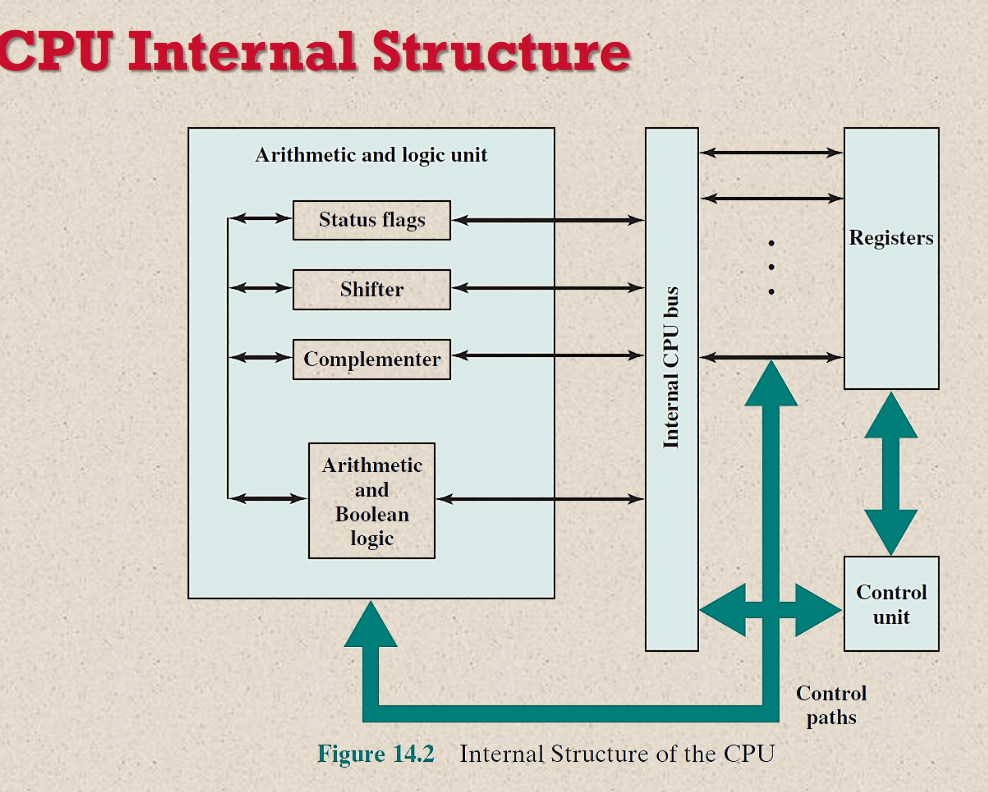 CPU Internal Structure
Arithmetic and logic unit
Status flags
Shifter
Complementer
Arithmetic
and
Boolean
logic
Internal CPU bus
Registers
Control
unit
Control
paths
Figure 14.2 Internal Structure of the CPU